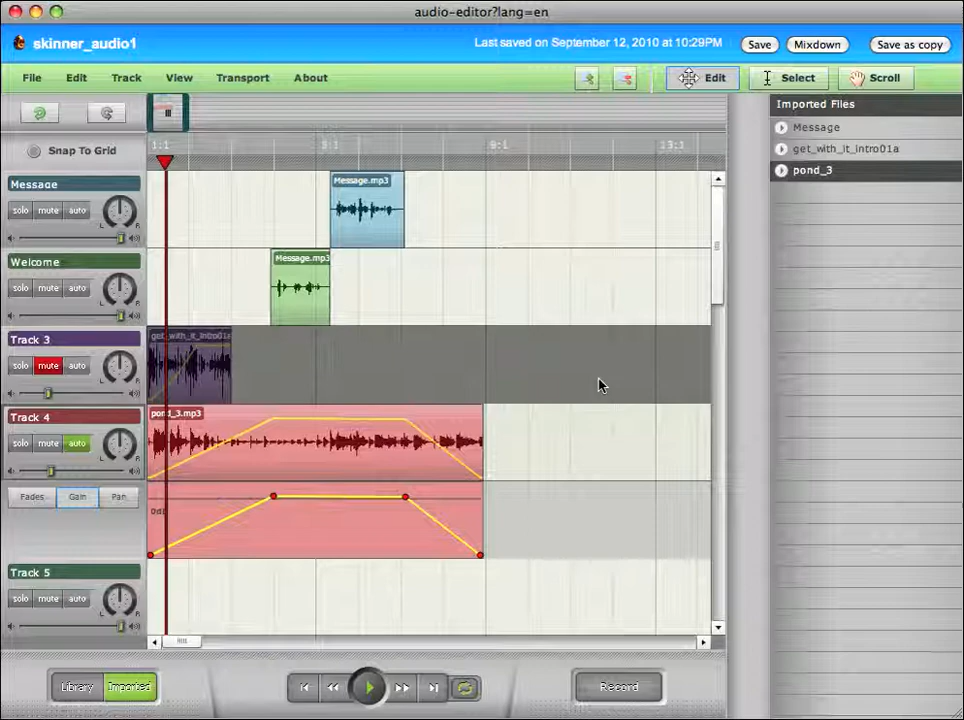 audio-editor?lang=en
skinner_audio1
Last saved on September 12, 2010 at 10:29PM
Save
Mixdown
Save as copy
File
Edit
Track
View
Transport
About
Edit
Select
Scroll
Imported Files
Message
get_with_it_intro01a
pond_3
Snap To Grid
1:1
5:1
9:1
13:1
Message
solo mute auto
L R
Message.mp3
Welcome
solo mute auto
L R
Message.mp3
Track 3
solo mute auto
get_with_it_intro01a
Track 4
solo mute auto
L R
pond_3.mp3
Fades Gain Pan
0dB
Track 5
solo mute auto
L R
Library Imported
Record